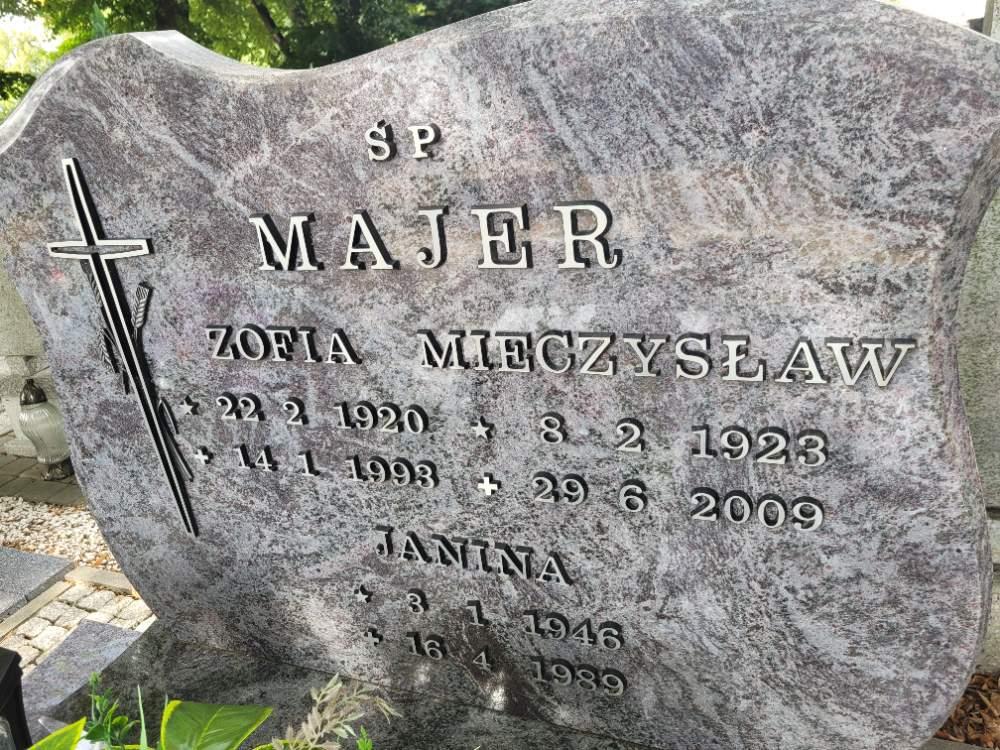 ŚP
MAJER
ZOFIA MIECZYSŁAW
* 22 2 1920 * 8 2 1923
+ 14 1 1993 + 29 6 2009
JANINA
* 3 1 1946
+ 16 4 1989